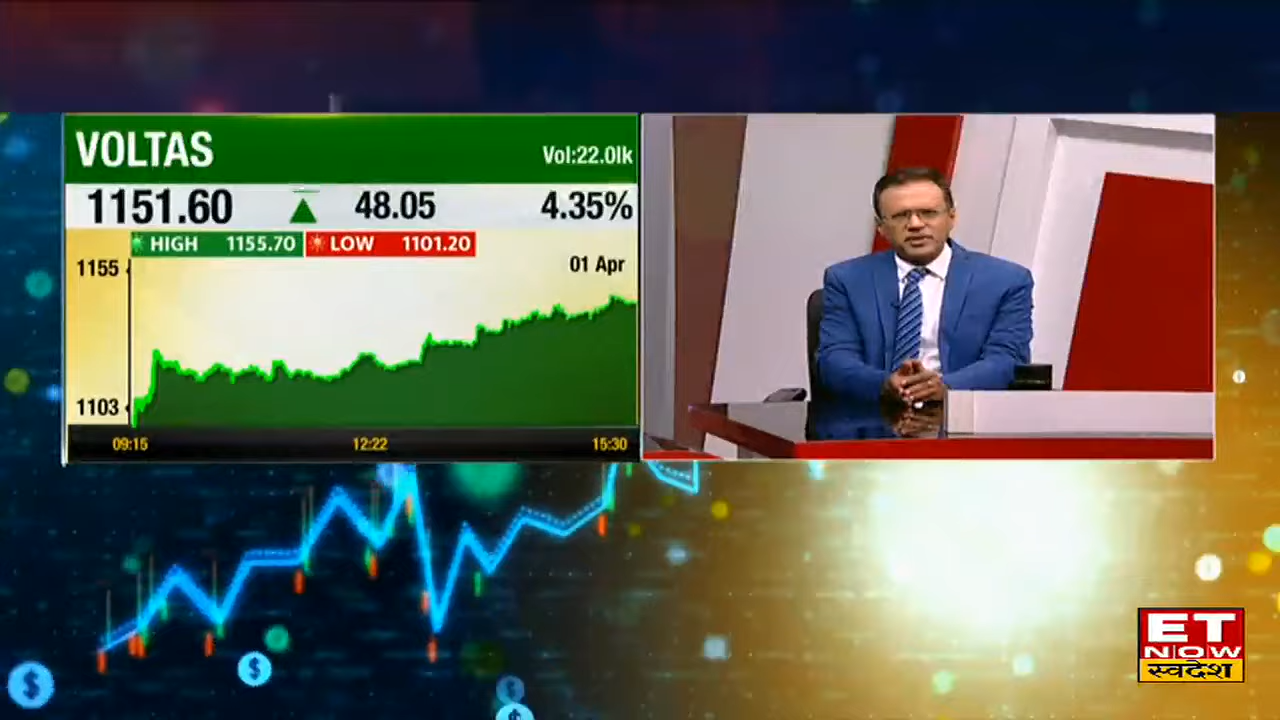 VOLTAS
Vol:22.0lk
1151.60 ▲ 48.05 4.35%
HIGH 1155.70 LOW 1101.20
1155
01 Apr
1103
09:15 12:22 15:30
$
$
$
ET
NOW
स्वदेश